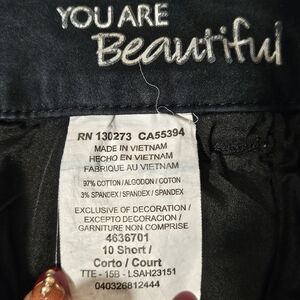 YOU ARE
Beautiful
RN 130273 CA55394
MADE IN VIETNAM
HECHO EN VIETNAM
FABRIQUE AU VIETNAM
97% COTTON / ALGODON / COTON
3% SPANDEX / SPANDEX / SPANDEX
EXCLUSIVE OF DECORATION /
EXCEPTO DECORACION /
GARNITURE NON COMPRISE
4636701
10 Short /
Corto / Court
TTE - 15B - LSAH23151
040326812444